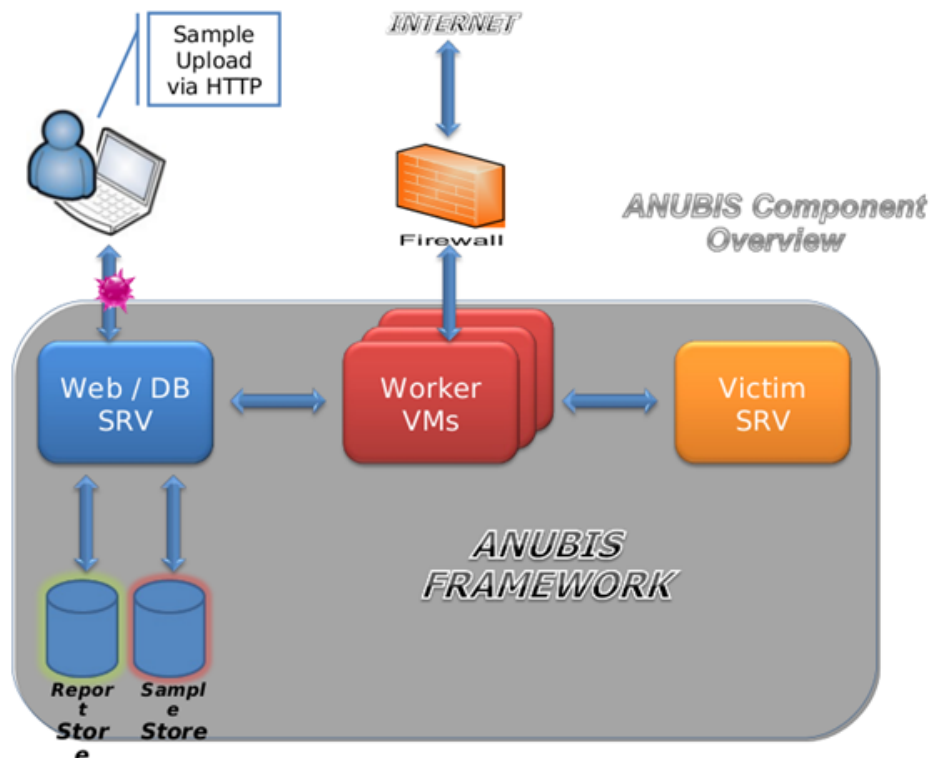 Sample
Upload
via HTTP
INTERNET
Firewall
ANUBIS Component
Overview
Web / DB
SRV
Worker
VMs
Victim
SRV
ANUBIS
FRAMEWORK
Repor
t
Stor
e
Sampl
e
Store